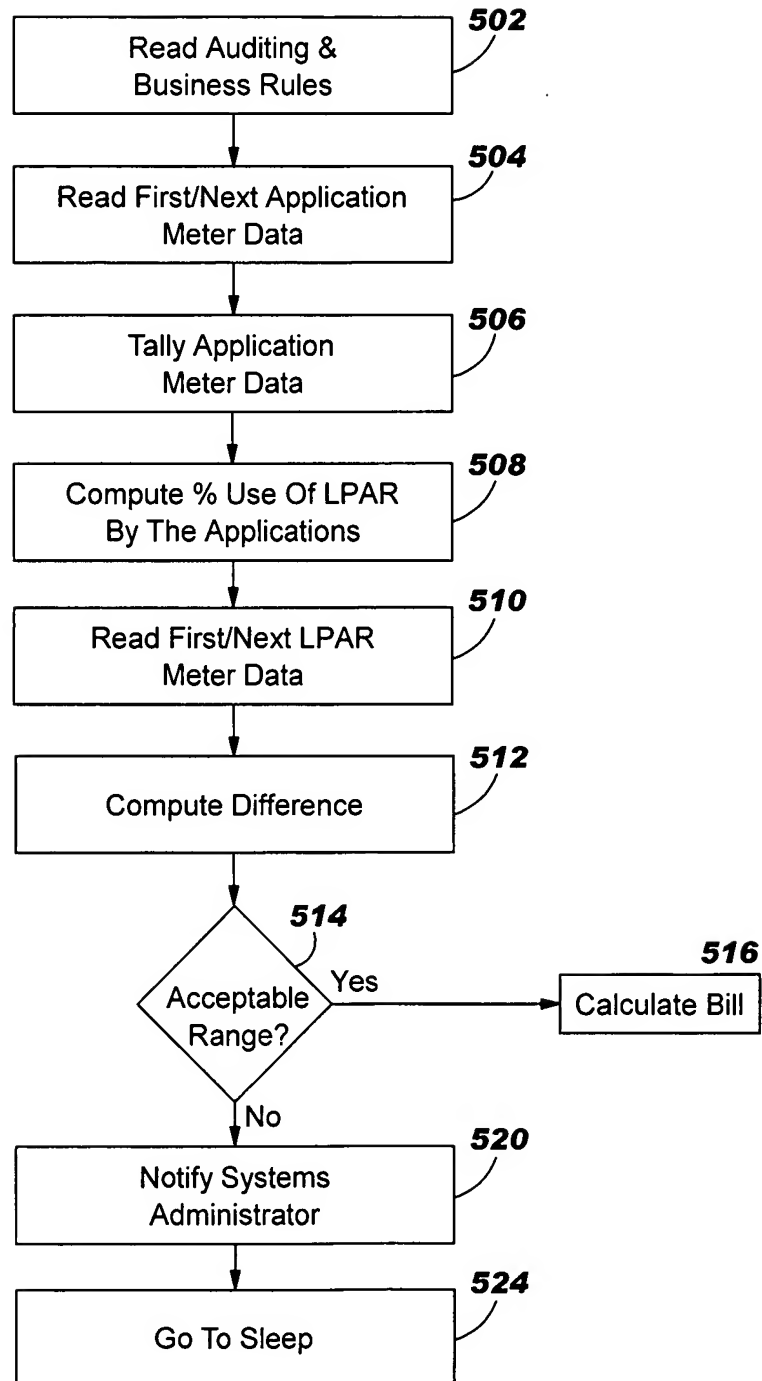 502
Read Auditing &
Business Rules
504
Read First/Next Application
Meter Data
506
Tally Application
Meter Data
508
Compute % Use Of LPAR
By The Applications
510
Read First/Next LPAR
Meter Data
512
Compute Difference
514
Acceptable
Range?
Yes
516
Calculate Bill
No
520
Notify Systems
Administrator
524
Go To Sleep